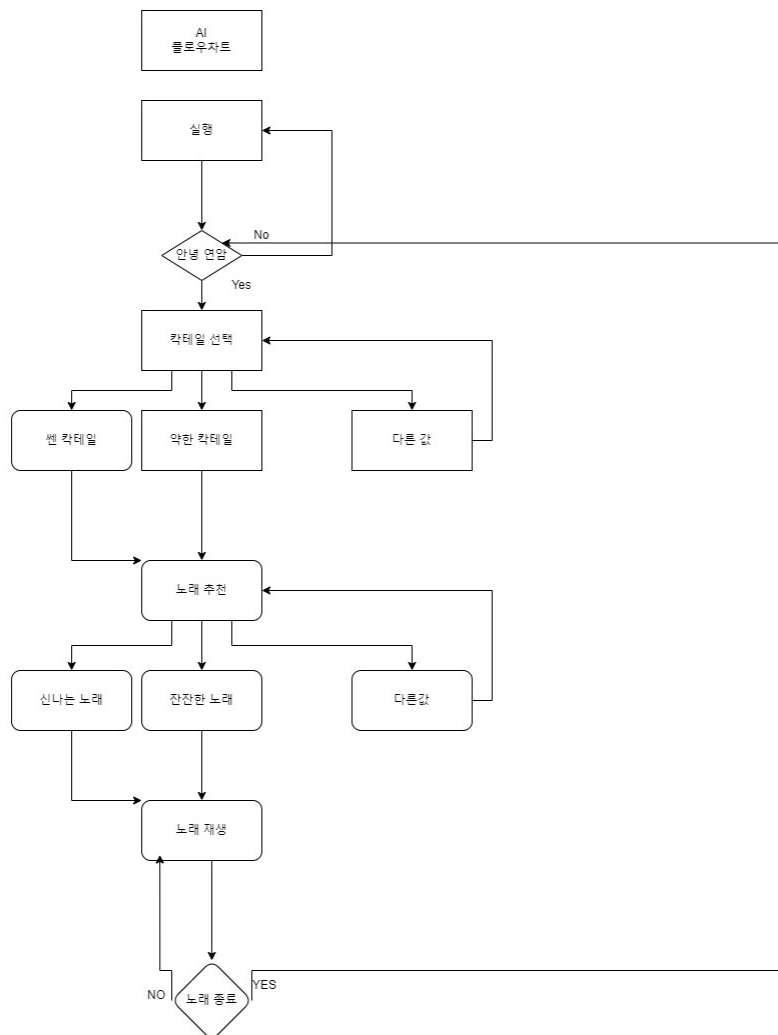 AI
플로우차트
실행
No
안녕 연암
Yes
칵테일 선택
쎈 칵테일
약한 칵테일
다른 값
노래 추천
신나는 노래
잔잔한 노래
다른값
노래 재생
NO
노래 종료
YES